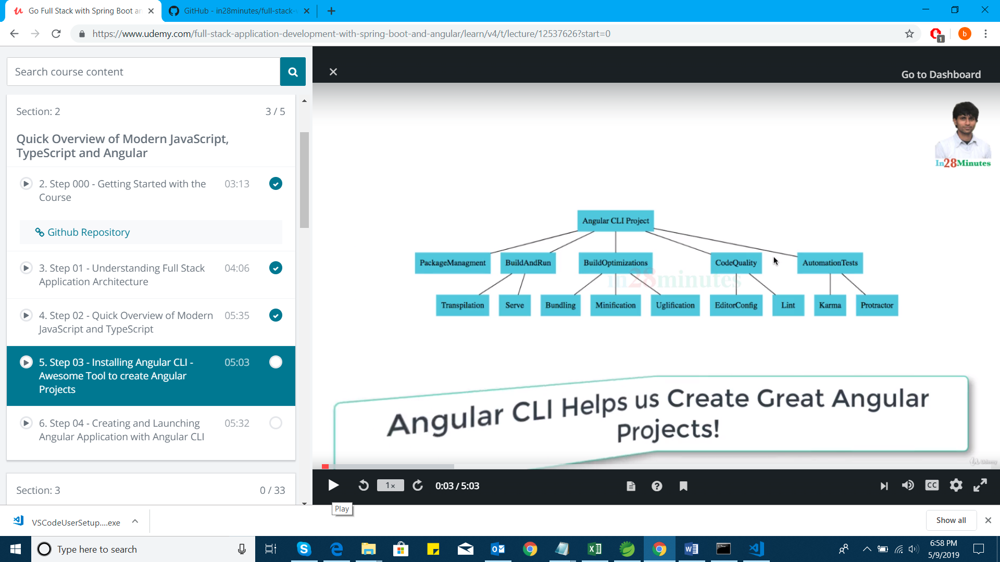 Go Full Stack with Spring Boot an
GitHub - in28minutes/full-stack-
https://www.udemy.com/full-stack-application-development-with-spring-boot-and-angular/learn/v4/t/lecture/12537626?start=0
1
b
Search course content
Go to Dashboard
Section: 2
3 / 5
Quick Overview of Modern JavaScript,
TypeScript and Angular
2. Step 000 - Getting Started with the
Course
03:13
Github Repository
3. Step 01 - Understanding Full Stack
Application Architecture
04:06
4. Step 02 - Quick Overview of Modern
JavaScript and TypeScript
05:35
5. Step 03 - Installing Angular CLI -
Awesome Tool to create Angular
Projects
05:03
6. Step 04 - Creating and Launching
Angular Application with Angular CLI
05:32
Section: 3
0 / 33
In28Minutes
Angular CLI Project
PackageManagment
BuildAndRun
BuildOptimizations
CodeQuality
AutomationTests
in28minutes
Transpilation
Serve
Bundling
Minification
Uglification
EditorConfig
Lint
Karma
Protractor
Angular CLI Helps us Create Great Angular
Projects!
Udemy
1x
0:03 / 5:03
CC
Play
VSCodeUserSetup....exe
Show all
Type here to search
6:58 PM
5/9/2019